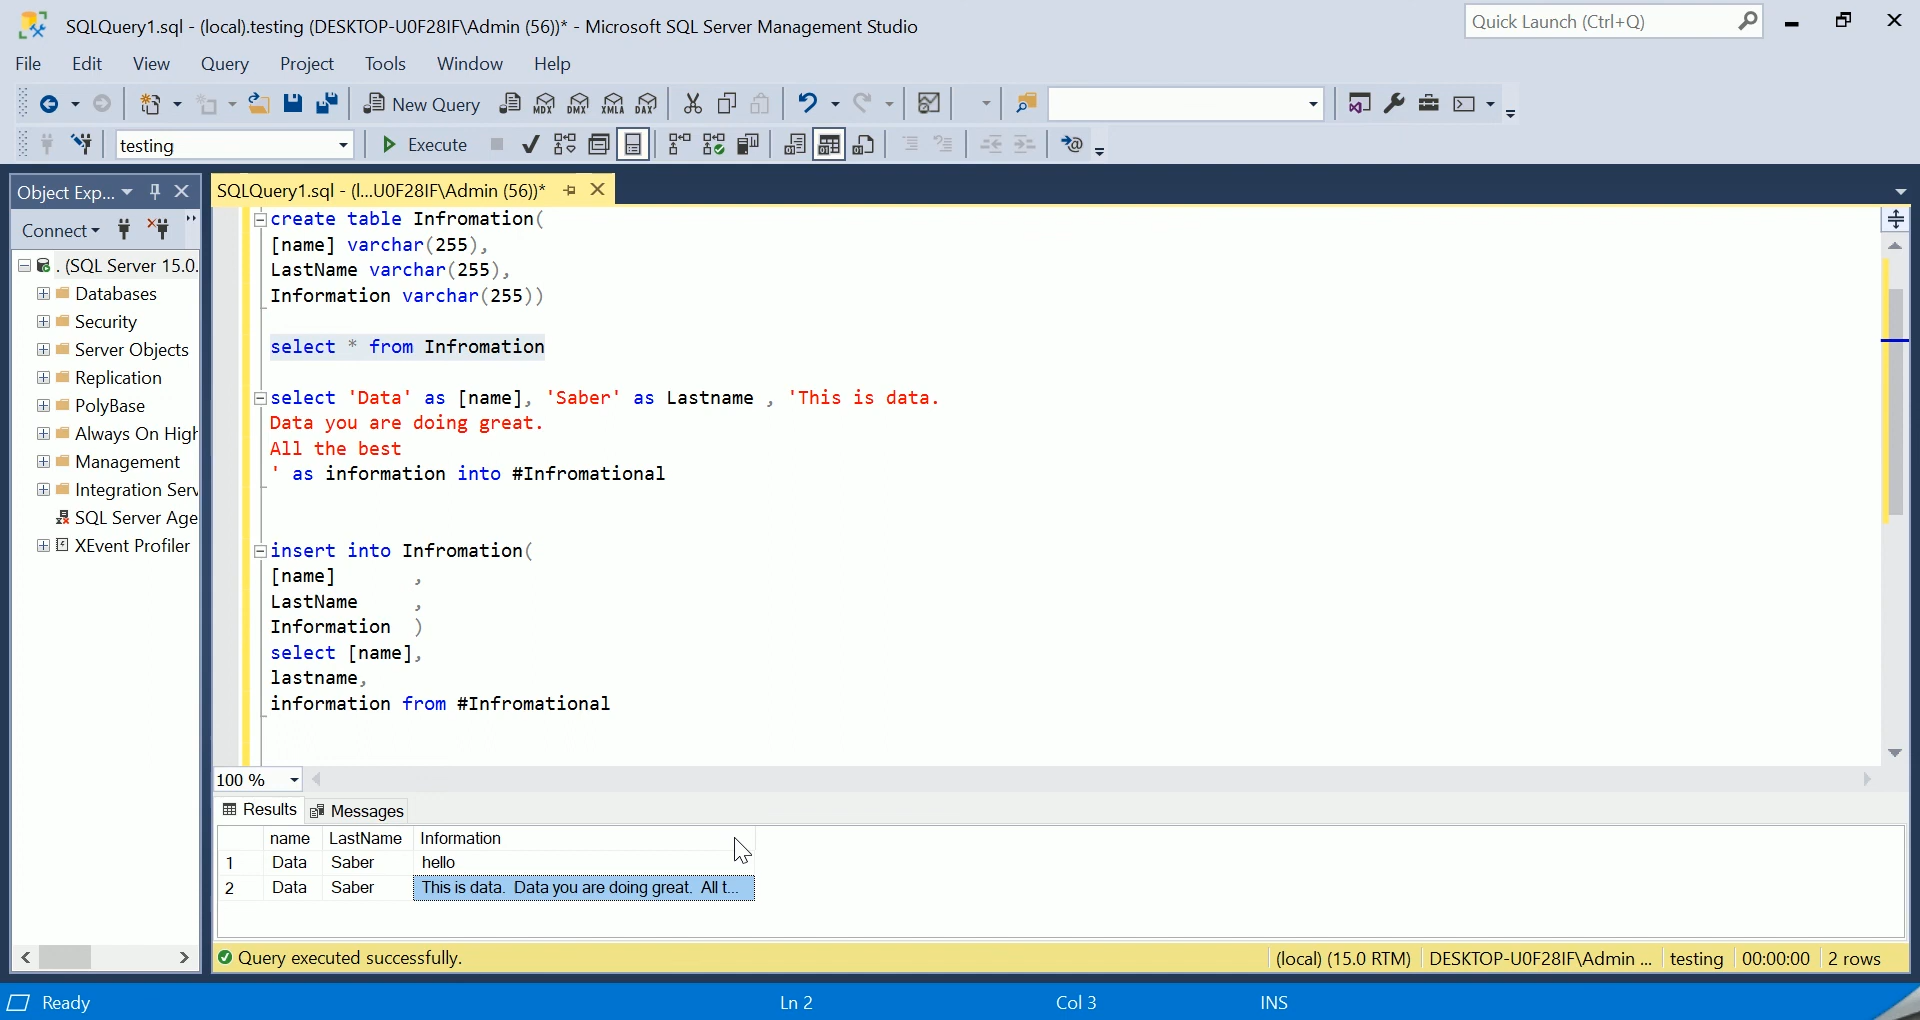 SQLQuery1.sql - (local).testing (DESKTOP-U0F28IF\Admin (56))* - Microsoft SQL Server Management Studio
Quick Launch (Ctrl+Q)
File Edit View Query Project Tools Window Help
New Query MDX DMX XMLA DAX
testing Execute
Object Exp...
SQLQuery1.sql - (l...U0F28IF\Admin (56))*
Connect
. (SQL Server 15.0.
Databases
Security
Server Objects
Replication
PolyBase
Always On High
Management
Integration Serv
SQL Server Age
XEvent Profiler
create table Infromation(
[name] varchar(255),
LastName varchar(255),
Information varchar(255))
select * from Infromation
select 'Data' as [name], 'Saber' as Lastname , 'This is data.
Data you are doing great.
All the best
' as information into #Infromational
insert into Infromation(
[name] ,
LastName ,
Information )
select [name],
lastname,
information from #Infromational
100 %
Results Messages
name LastName Information
1 Data Saber hello
2 Data Saber This is data. Data you are doing great. All t...
Query executed successfully. (local) (15.0 RTM) DESKTOP-U0F28IF\Admin ... testing 00:00:00 2 rows
Ready Ln 2 Col 3 INS